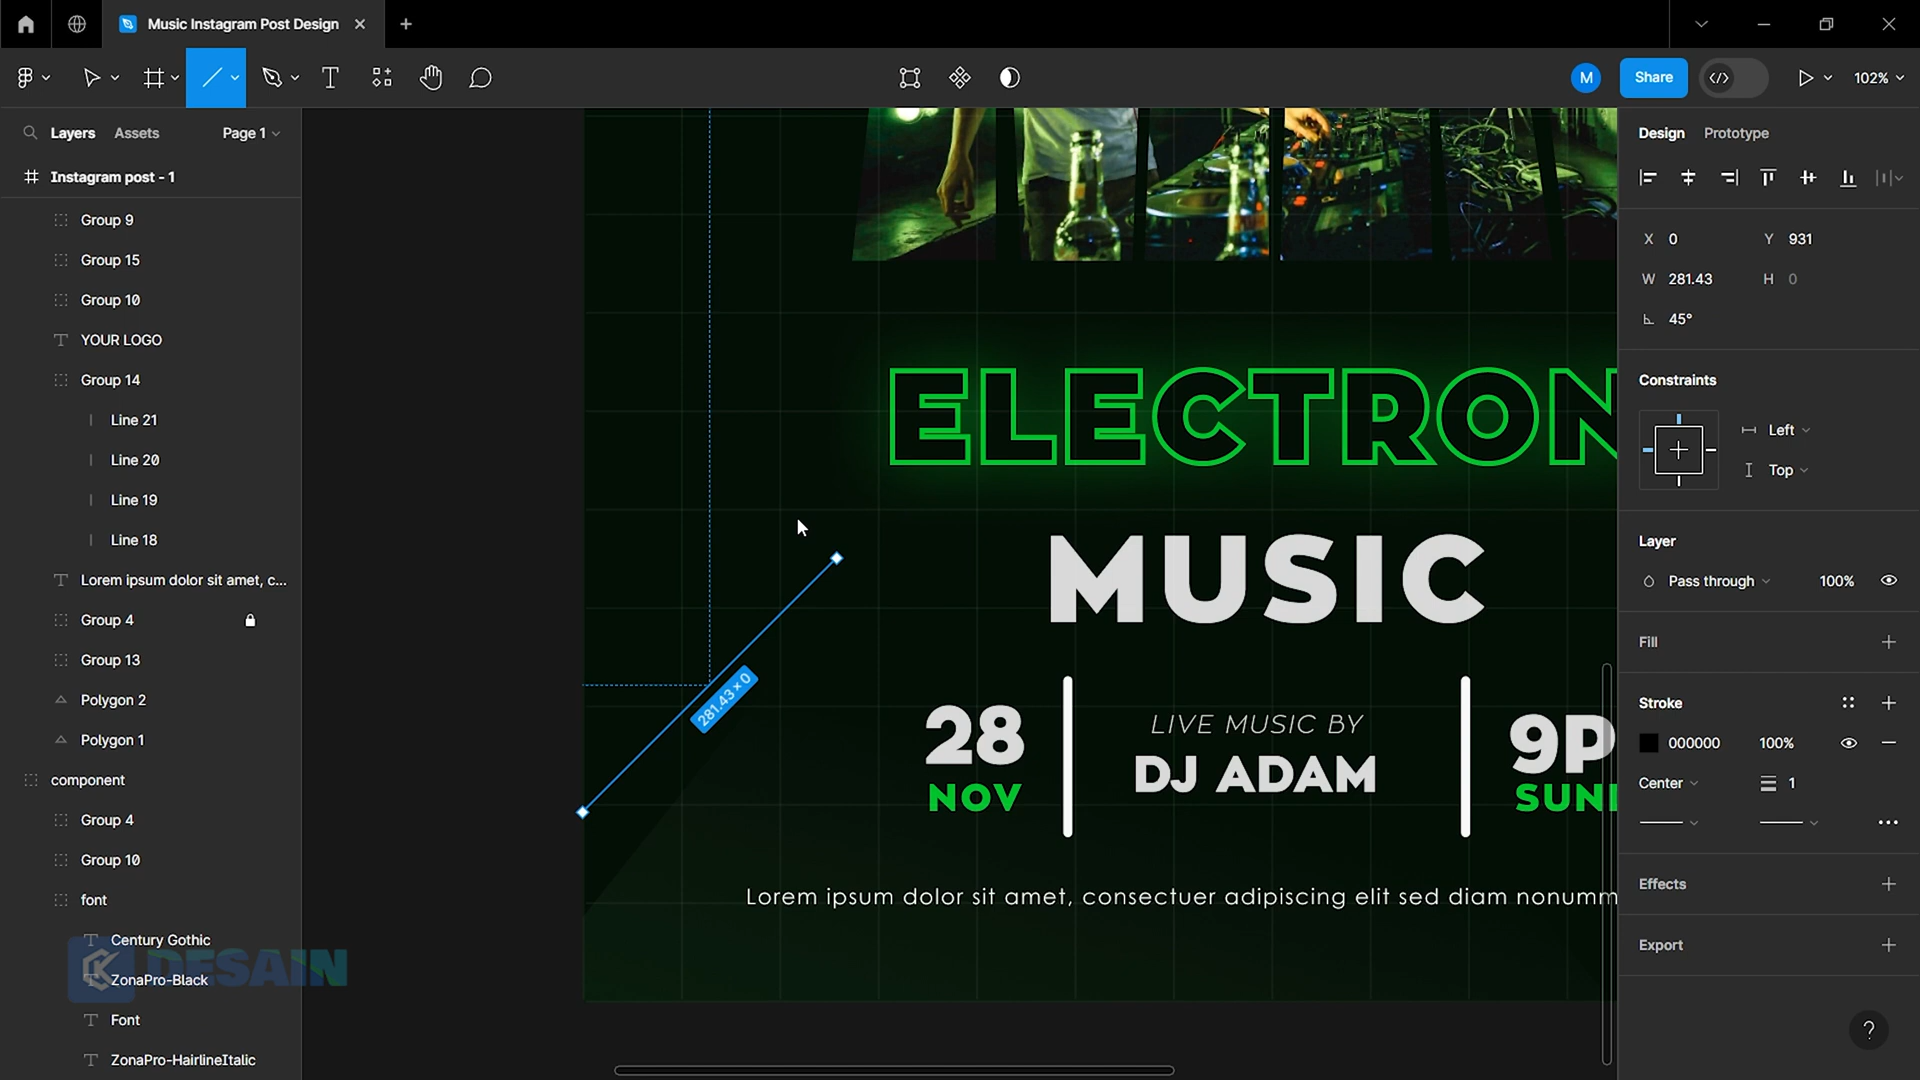 Music Instagram Post Design
M
Share
102%
Layers
Assets
Page 1
Instagram post - 1
Group 9
Group 15
Group 10
YOUR LOGO
Group 14
Line 21
Line 20
Line 19
Line 18
Lorem ipsum dolor sit amet, c...
Group 4
Group 13
Polygon 2
Polygon 1
component
Group 4
Group 10
font
Century Gothic
ZonaPro-Black
Font
ZonaPro-HairlineItalic
DESAIN
ELECTRON
MUSIC
281.43 × 0
28
NOV
LIVE MUSIC BY
DJ ADAM
9P
SUN
Lorem ipsum dolor sit amet, consectuer adipiscing elit sed diam nonumm
Design
Prototype
X 0
Y 931
W 281.43
H 0
45°
Constraints
Left
Top
Layer
Pass through
100%
Fill
Stroke
000000
100%
Center
1
Effects
Export
?